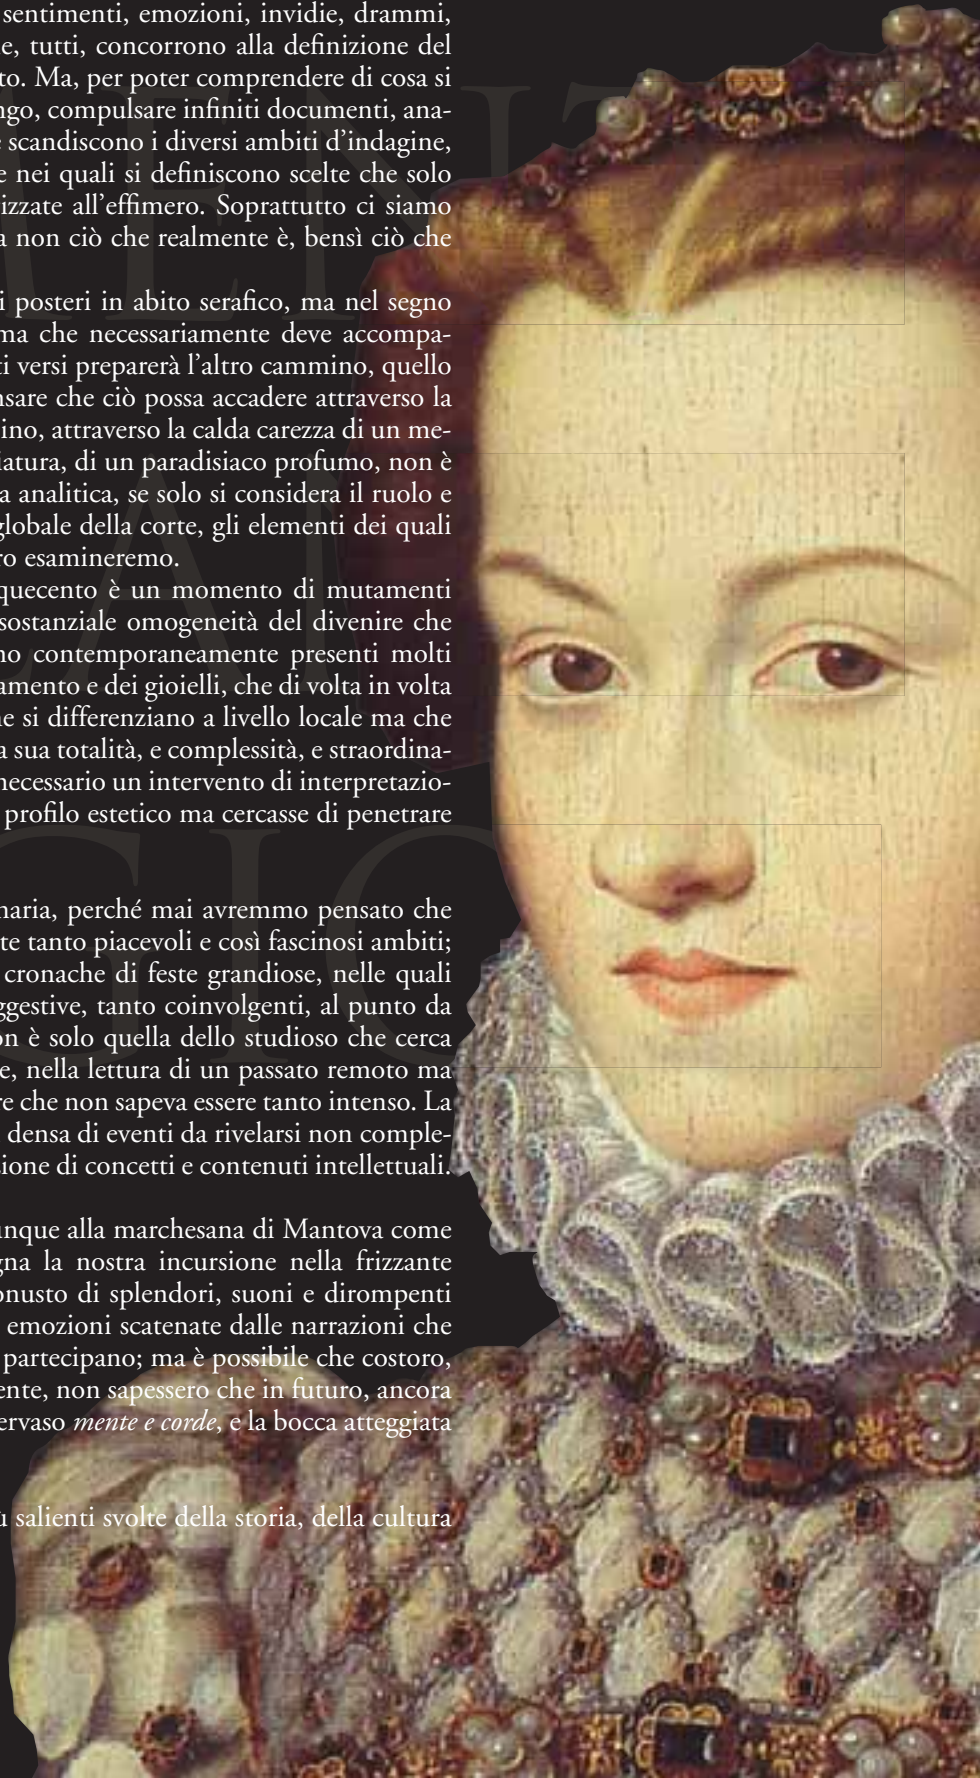 sentimenti, emozioni, invidie, drammi,
e, tutti, concorrono alla definizione del
to. Ma, per poter comprendere di cosa si
ngo, compulsare infiniti documenti, ana-
e scandiscono i diversi ambiti d’indagine,
e nei quali si definiscono scelte che solo
izzate all’effimero. Soprattutto ci siamo
a non ciò che realmente è, bensì ciò che
i posteri in abito serafico, ma nel segno
ma che necessariamente deve accompa-
ti versi preparerà l’altro cammino, quello
nsare che ciò possa accadere attraverso la
ino, attraverso la calda carezza di un me-
iatura, di un paradisiaco profumo, non è
a analitica, se solo si considera il ruolo e
globale della corte, gli elementi dei quali
ro esamineremo.
quecento è un momento di mutamenti
sostanziale omogeneità del divenire che
no contemporaneamente presenti molti
amento e dei gioielli, che di volta in volta
e si differenziano a livello locale ma che
a sua totalità, e complessità, e straordina-
necessario un intervento di interpretazio-
profilo estetico ma cercasse di penetrare
naria, perché mai avremmo pensato che
te tanto piacevoli e così fascinosi ambiti;
cronache di feste grandiose, nelle quali
ggestive, tanto coinvolgenti, al punto da
on è solo quella dello studioso che cerca
e, nella lettura di un passato remoto ma
re che non sapeva essere tanto intenso. La
densa di eventi da rivelarsi non comple-
zione di concetti e contenuti intellettuali.
unque alla marchesana di Mantova come
gna la nostra incursione nella frizzante
onusto di splendori, suoni e dirompenti
emozioni scatenate dalle narrazioni che
partecipano; ma è possibile che costoro,
ente, non sapessero che in futuro, ancora
ervaso mente e corde, e la bocca atteggiata
ù salienti svolte della storia, della cultura